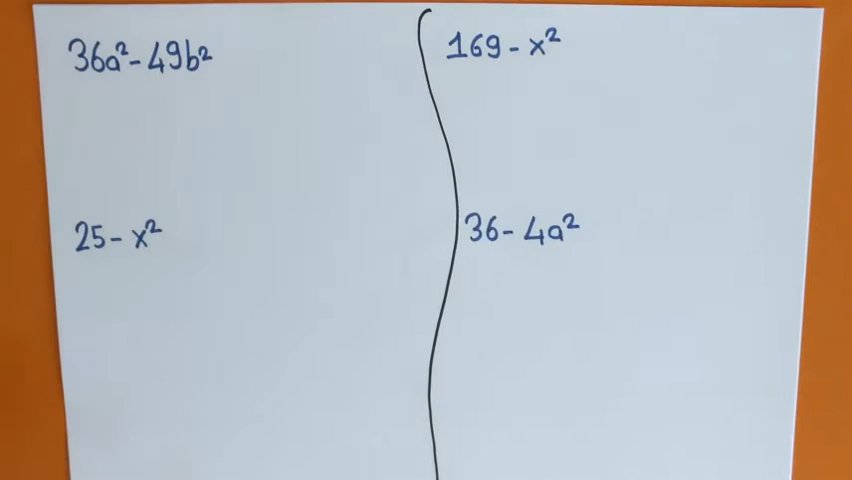 36a² - 49b²
25 - x²
169 - x²
36 - 4a²